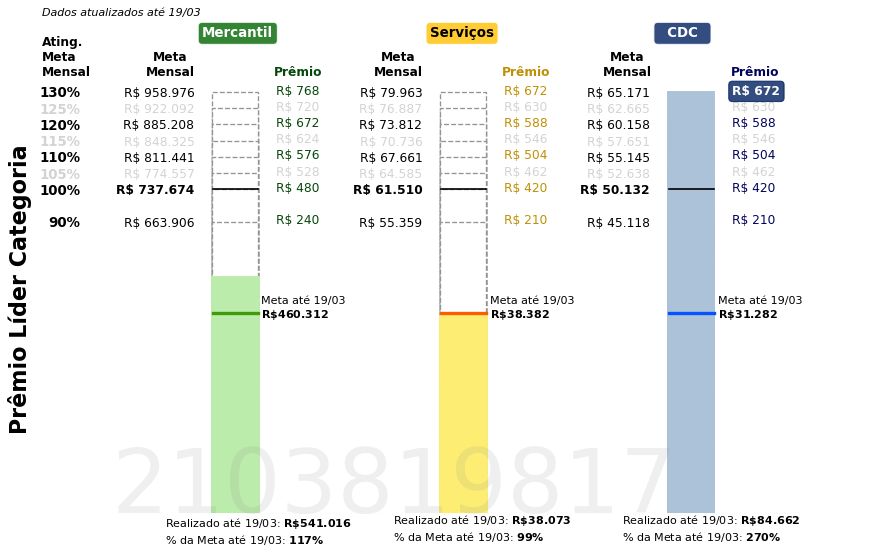 Dados atualizados até 19/03
Mercantil Serviços CDC
Ating. Meta Mensal Meta Mensal Prêmio Meta Mensal Prêmio Meta Mensal Prêmio
130% R$ 958.976 R$ 768 R$ 79.963 R$ 672 R$ 65.171 R$ 672
125% R$ 922.092 R$ 720 R$ 76.887 R$ 630 R$ 62.665 R$ 630
120% R$ 885.208 R$ 672 R$ 73.812 R$ 588 R$ 60.158 R$ 588
115% R$ 848.325 R$ 624 R$ 70.736 R$ 546 R$ 57.651 R$ 546
110% R$ 811.441 R$ 576 R$ 67.661 R$ 504 R$ 55.145 R$ 504
105% R$ 774.557 R$ 528 R$ 64.585 R$ 462 R$ 52.638 R$ 462
100% R$ 737.674 R$ 480 R$ 61.510 R$ 420 R$ 50.132 R$ 420
90% R$ 663.906 R$ 240 R$ 55.359 R$ 210 R$ 45.118 R$ 210
Prêmio Líder Categoria
Meta até 19/03 Meta até 19/03 Meta até 19/03
R$460.312 R$38.382 R$31.282
2103819817
Realizado até 19/03: R$541.016 Realizado até 19/03: R$38.073 Realizado até 19/03: R$84.662
% da Meta até 19/03: 117% % da Meta até 19/03: 99% % da Meta até 19/03: 270%